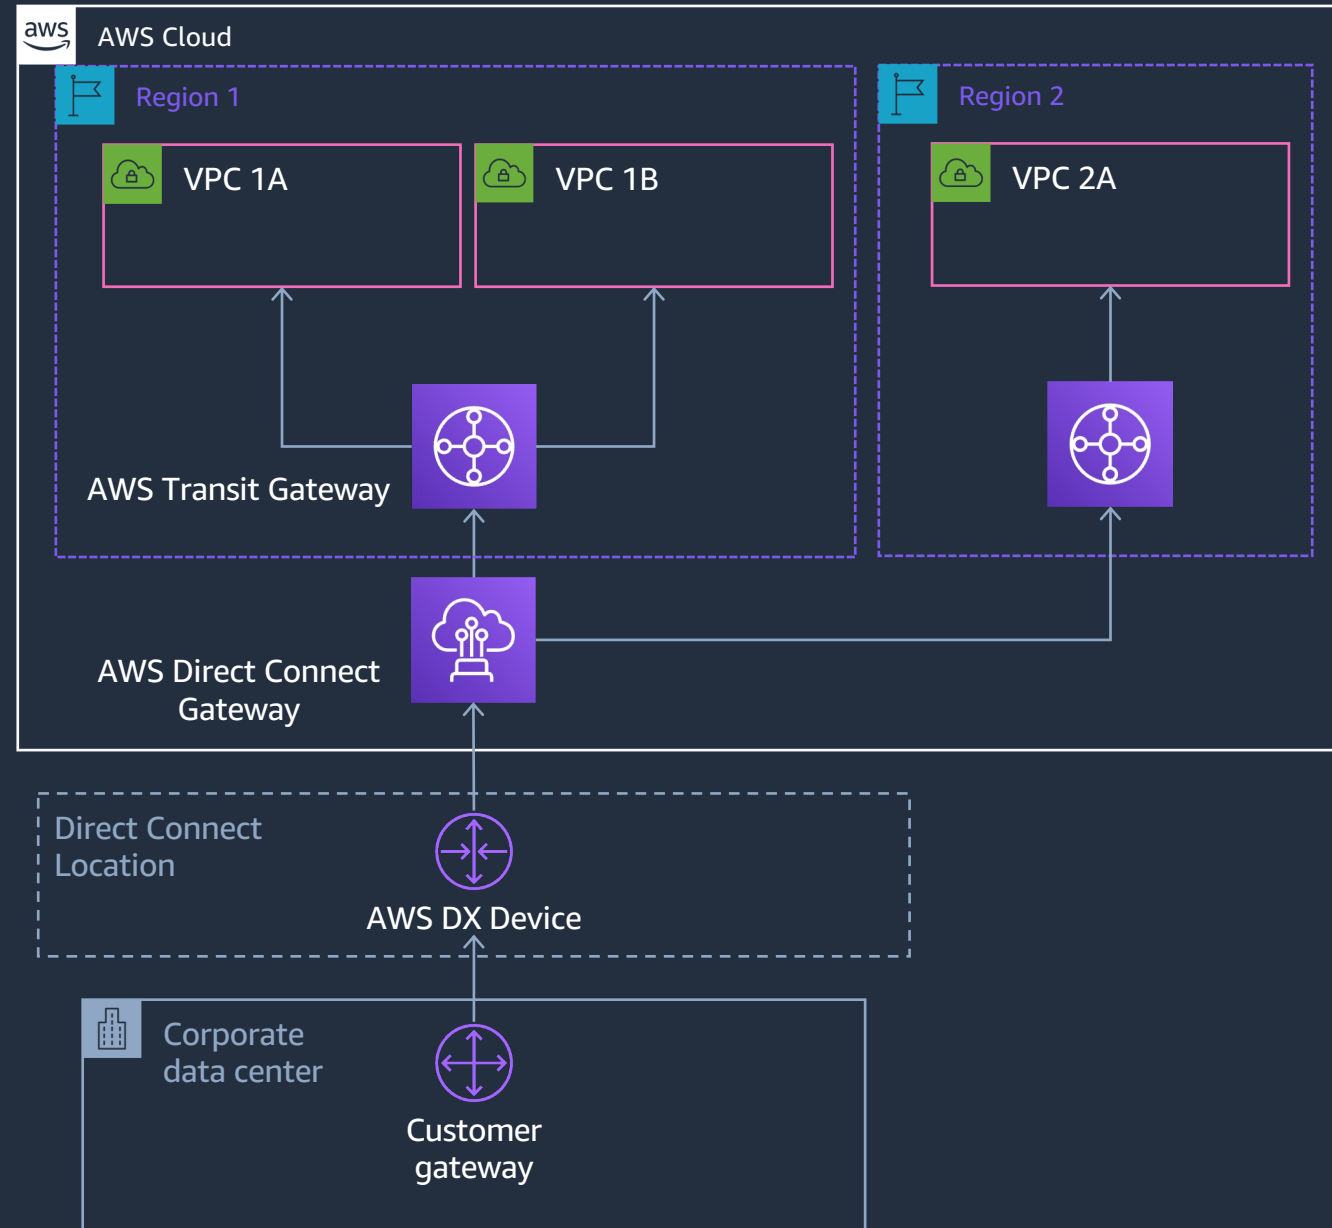 aws
AWS Cloud
Region 1
Region 2
VPC 1A
VPC 1B
VPC 2A
AWS Transit Gateway
AWS Direct Connect
Gateway
Direct Connect
Location
AWS DX Device
Corporate
data center
Customer
gateway